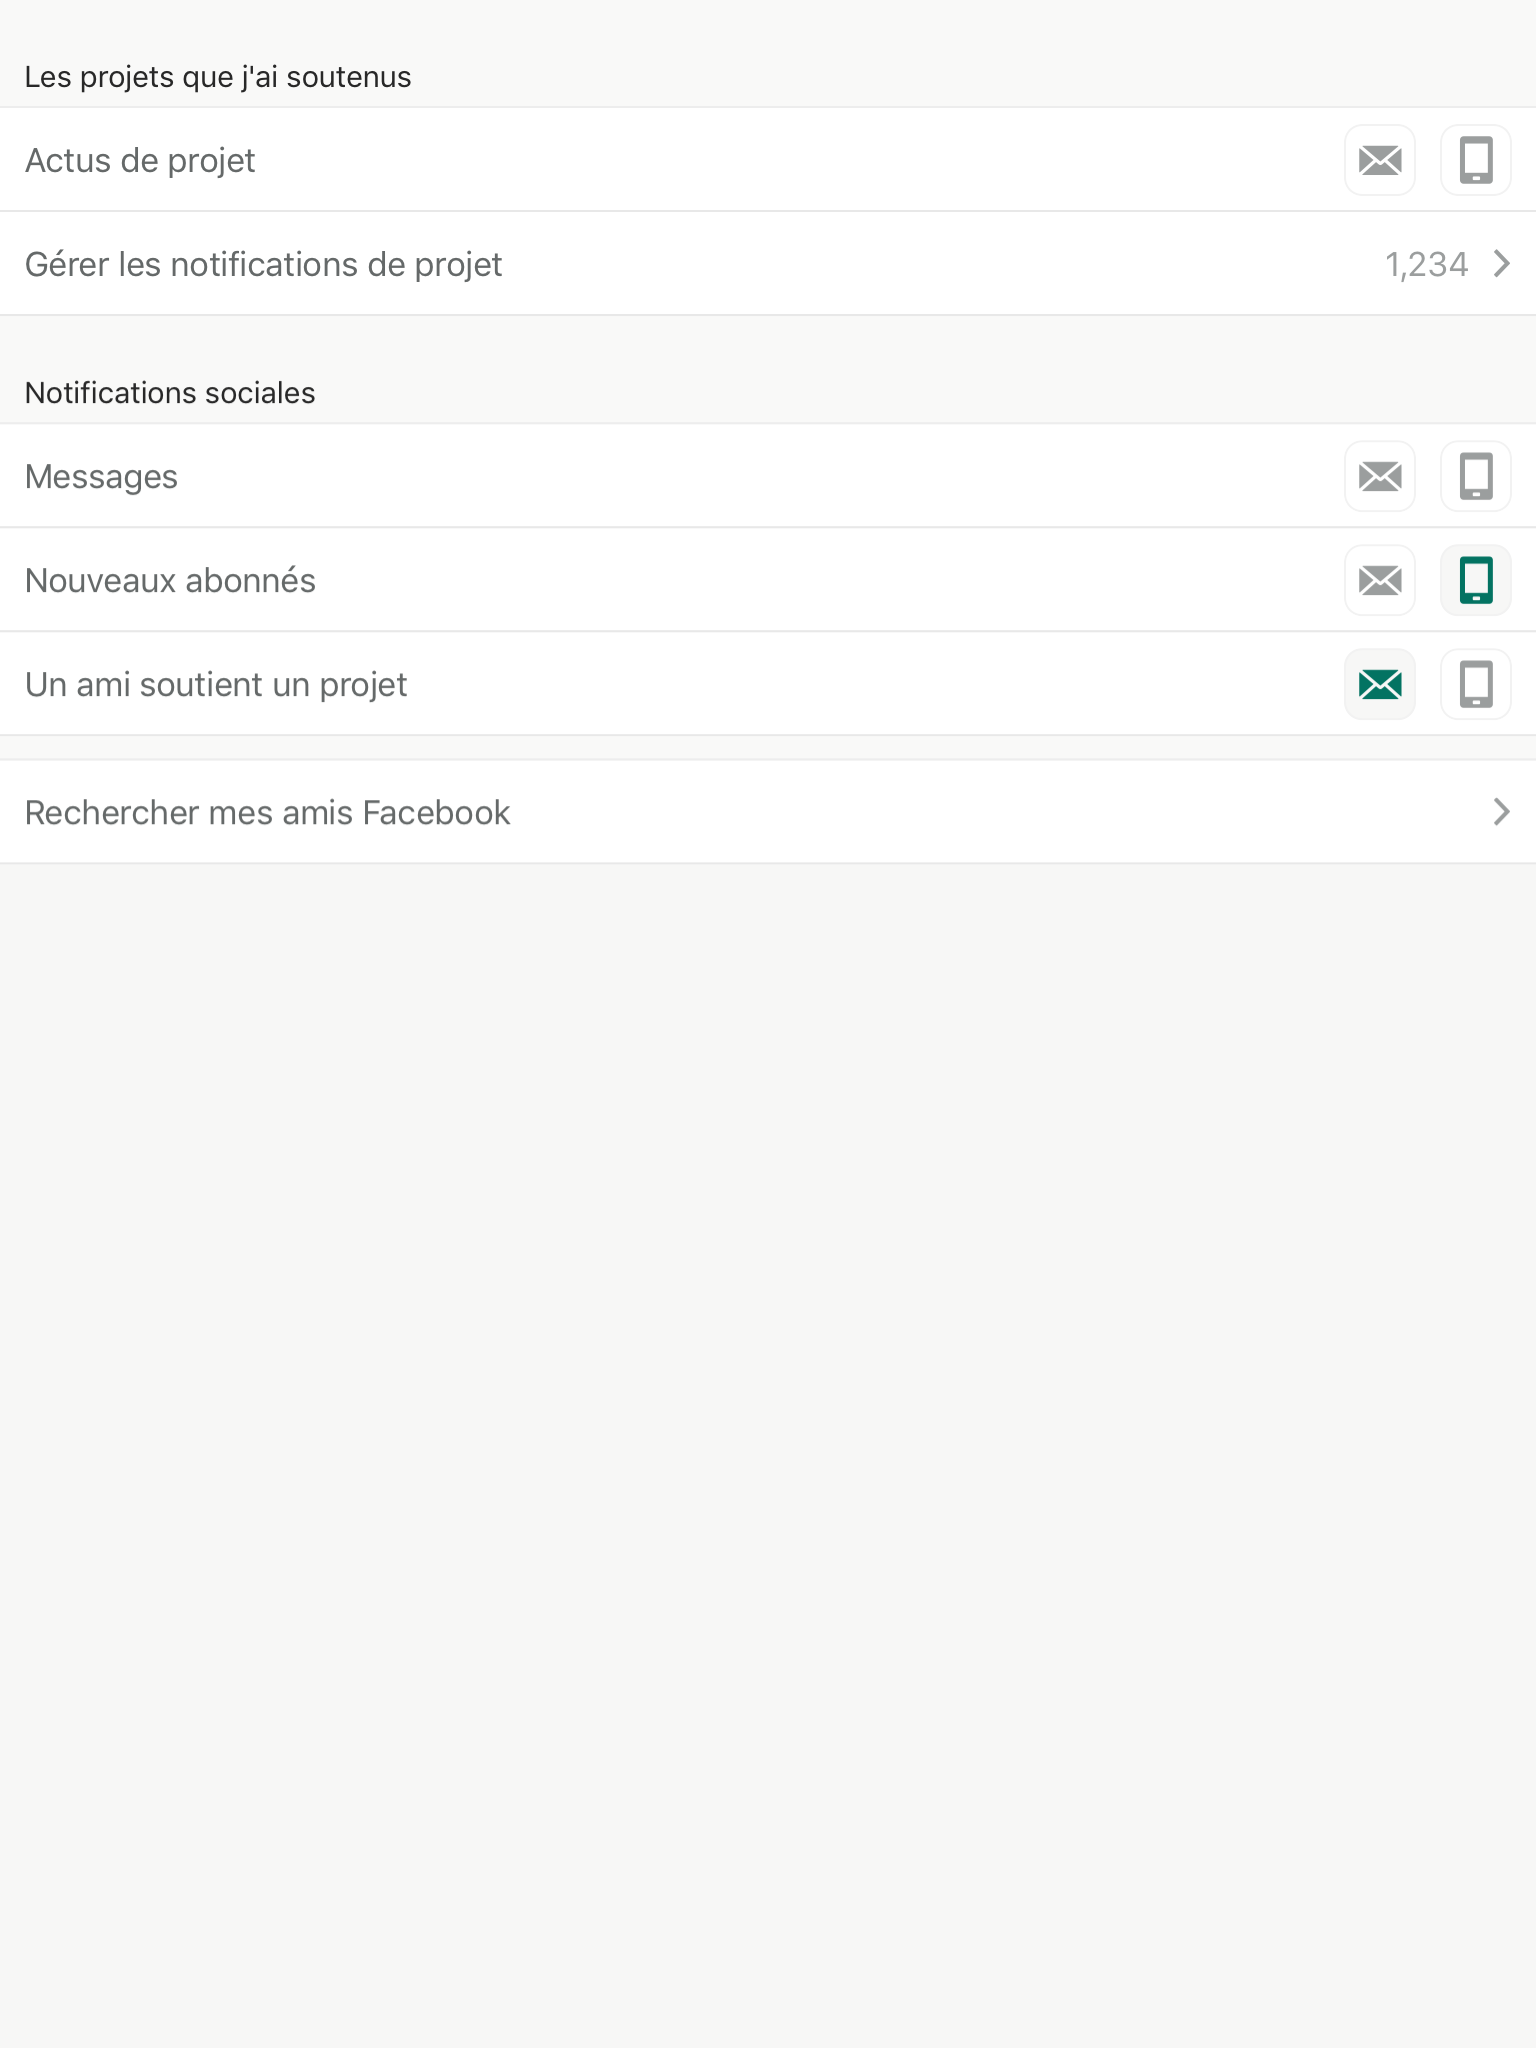 Les projets que j'ai soutenus
Actus de projet
Gérer les notifications de projet 1,234
Notifications sociales
Messages
Nouveaux abonnés
Un ami soutient un projet
Rechercher mes amis Facebook